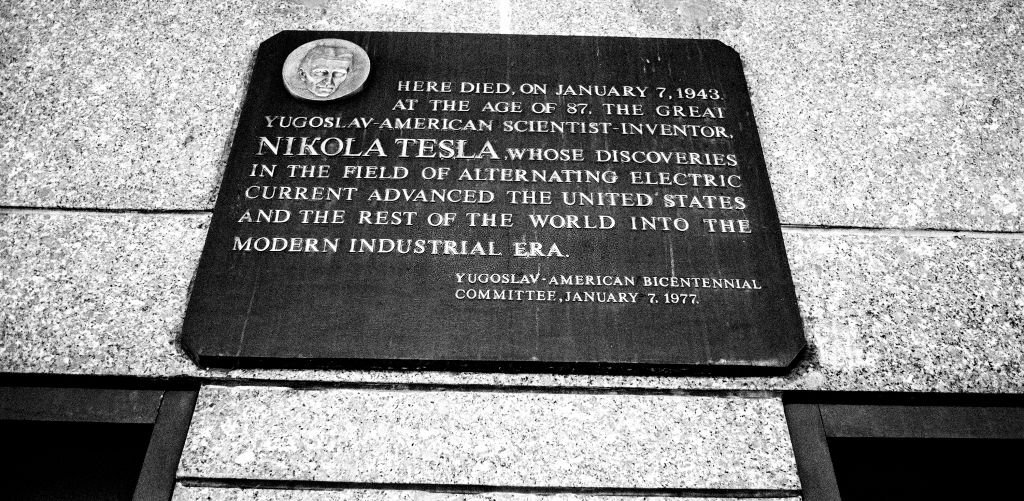 HERE DIED, ON JANUARY 7, 1943.
AT THE AGE OF 87, THE GREAT
YUGOSLAV-AMERICAN SCIENTIST-INVENTOR,
NIKOLA TESLA, WHOSE DISCOVERIES
IN THE FIELD OF ALTERNATING ELECTRIC
CURRENT ADVANCED THE UNITED STATES
AND THE REST OF THE WORLD INTO THE
MODERN INDUSTRIAL ERA.
YUGOSLAV-AMERICAN BICENTENNIAL
COMMITTEE, JANUARY 7, 1977.